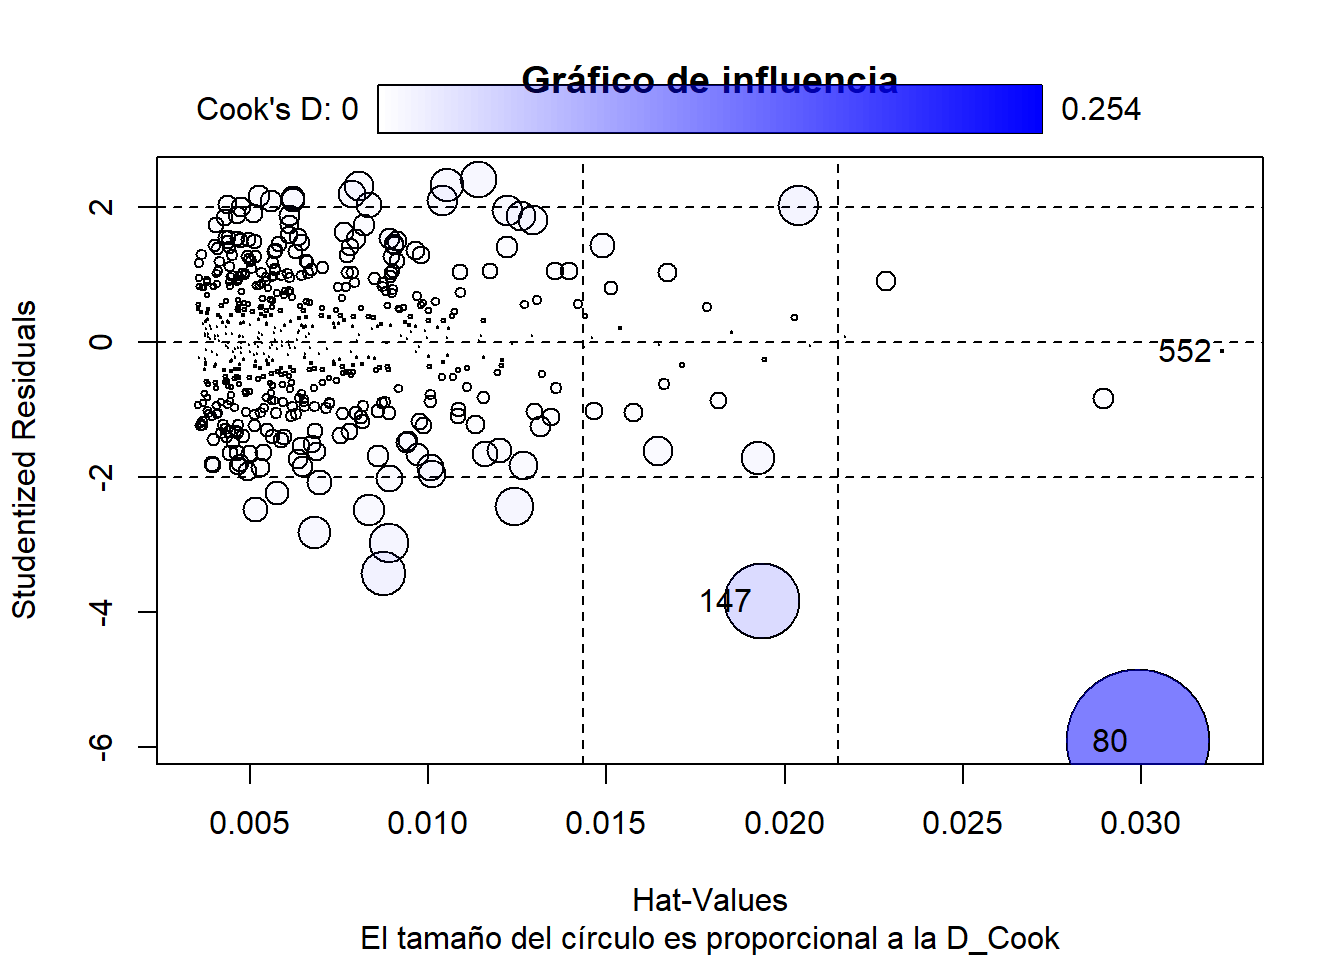 Gráfico de influencia
Cook's D: 0
0.254
Studentized Residuals
2
0
-2
-4
-6
552
147
80
0.005 0.010 0.015 0.020 0.025 0.030
Hat-Values
El tamaño del círculo es proporcional a la D_Cook